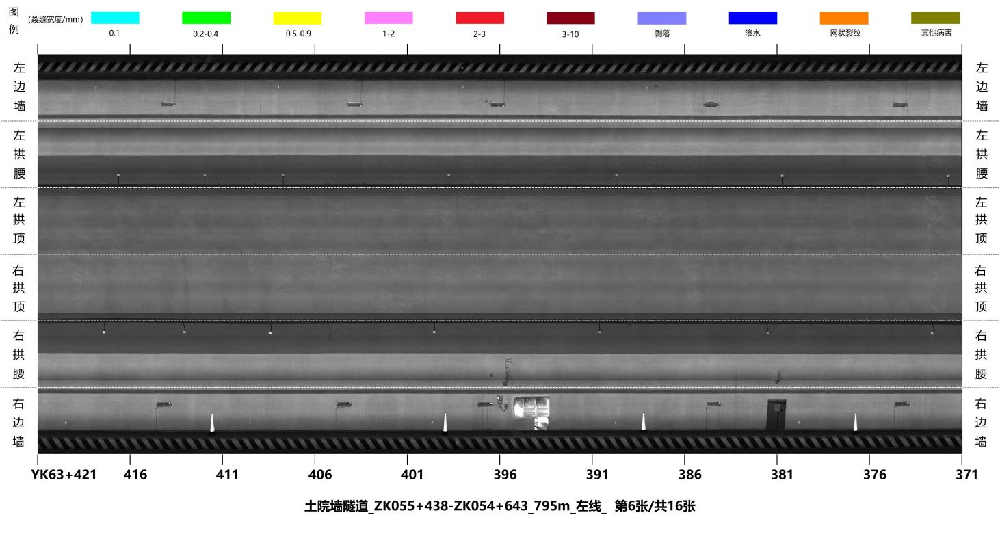 图例 (裂缝宽度/mm) 0.1 0.2-0.4 0.5-0.9 1-2 2-3 3-10 剥落 渗水 网状裂纹 其他病害
左边墙 左边墙
左拱腰 左拱腰
左拱顶 左拱顶
右拱顶 右拱顶
右拱腰 右拱腰
右边墙 右边墙
YK63+421 416 411 406 401 396 391 386 381 376 371
土院墙隧道_ZK055+438-ZK054+643_795m_左线_ 第6张/共16张